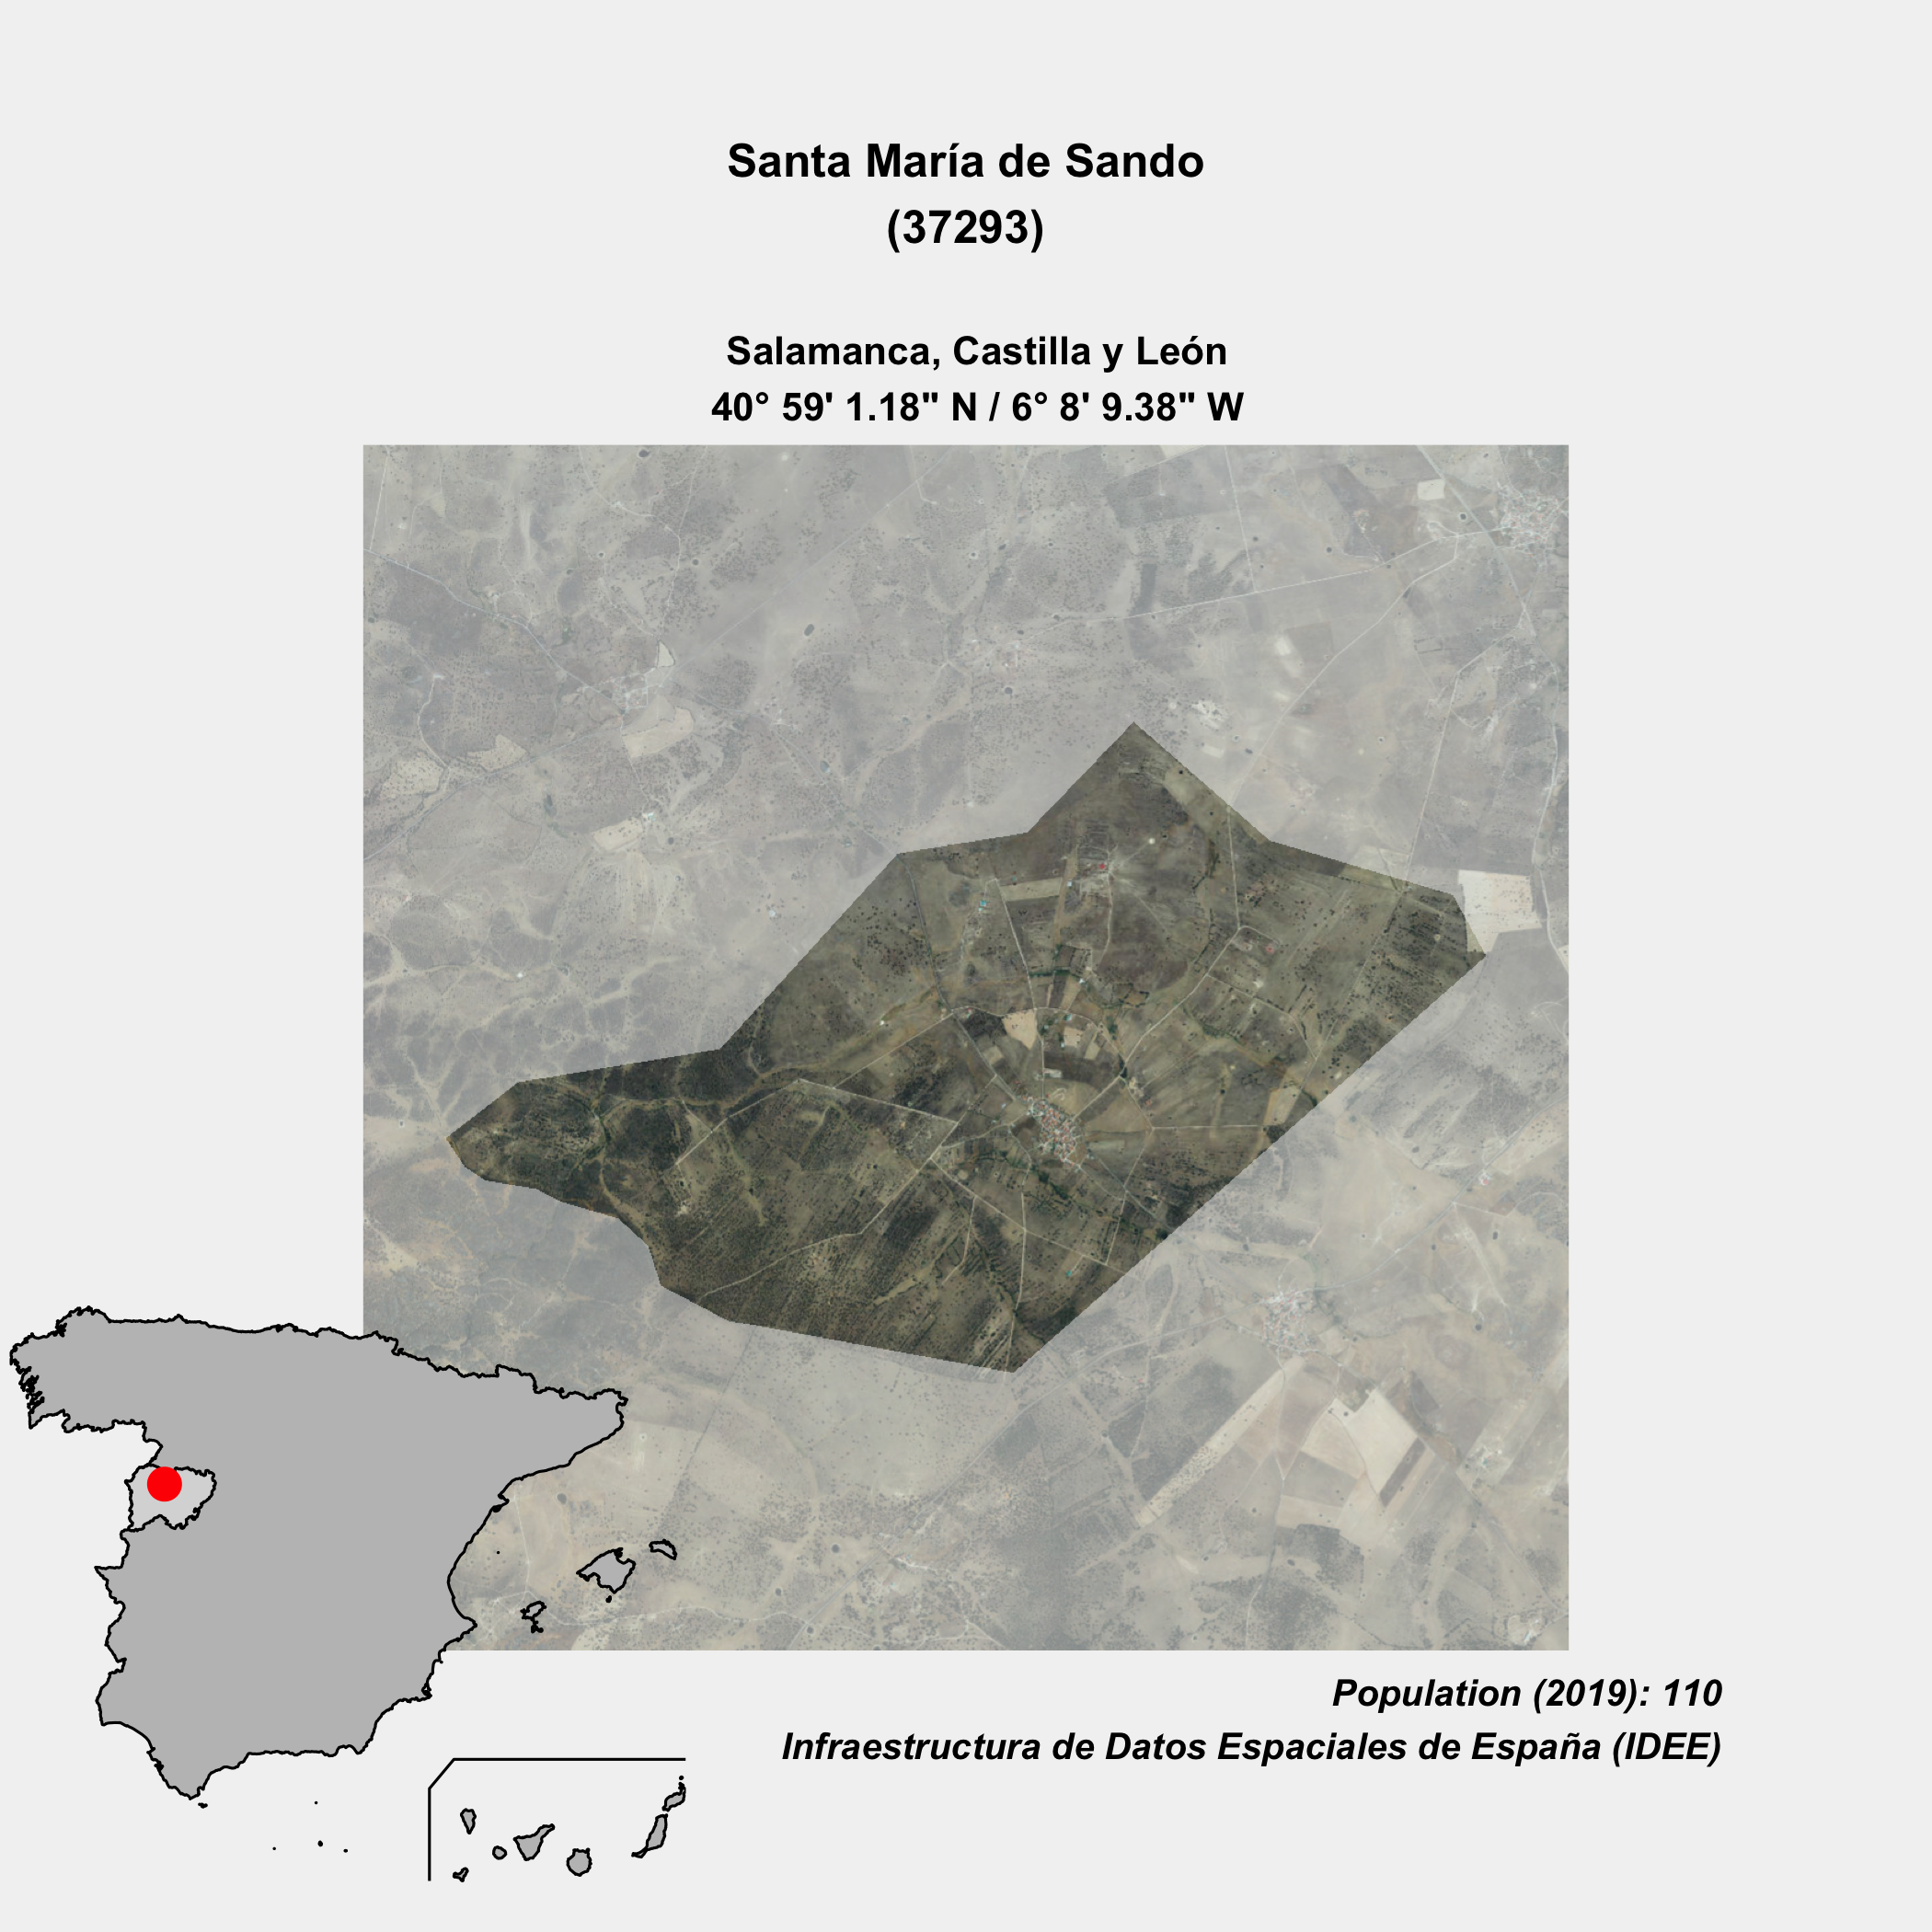 Santa María de Sando
(37293)
Salamanca, Castilla y León
40° 59' 1.18" N / 6° 8' 9.38" W
Population (2019): 110
Infraestructura de Datos Espaciales de España (IDEE)